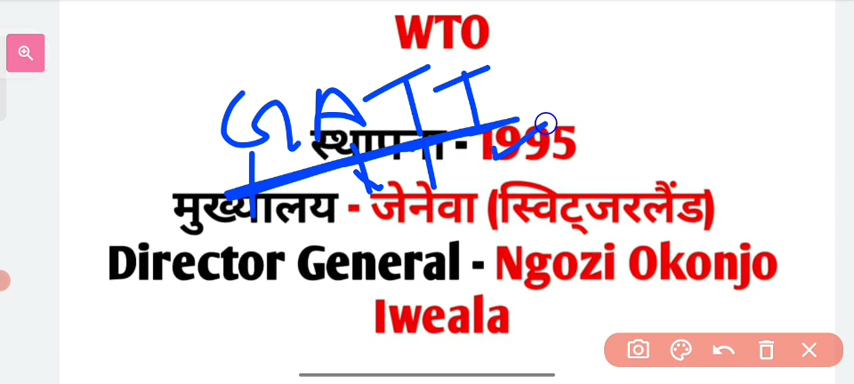 WTO
GATT
स्थापना - 1995
मुख्यालय - जेनेवा (स्विट्जरलैंड)
Director General - Ngozi Okonjo
Iweala